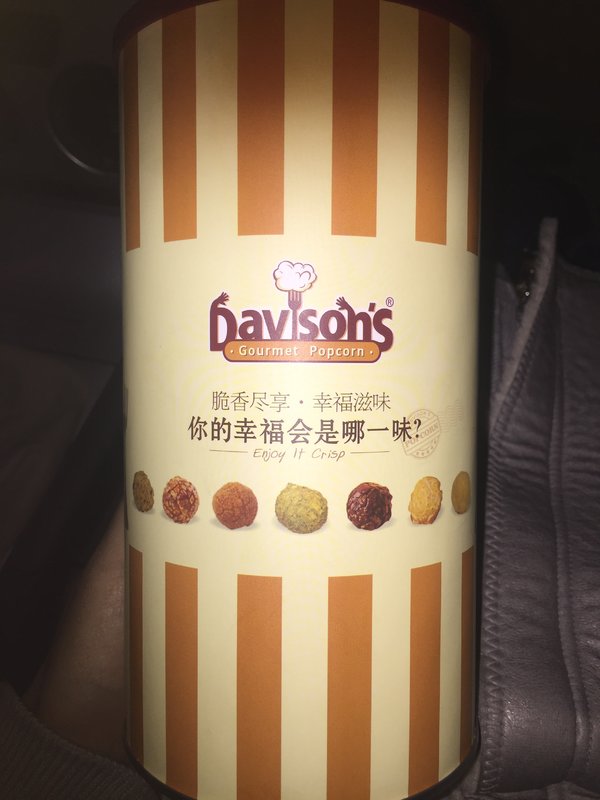 Davison's®
· Gourmet Popcorn ·
脆香尽享·幸福滋味
你的幸福会是哪一味?
Enjoy It Crisp
POPCORN